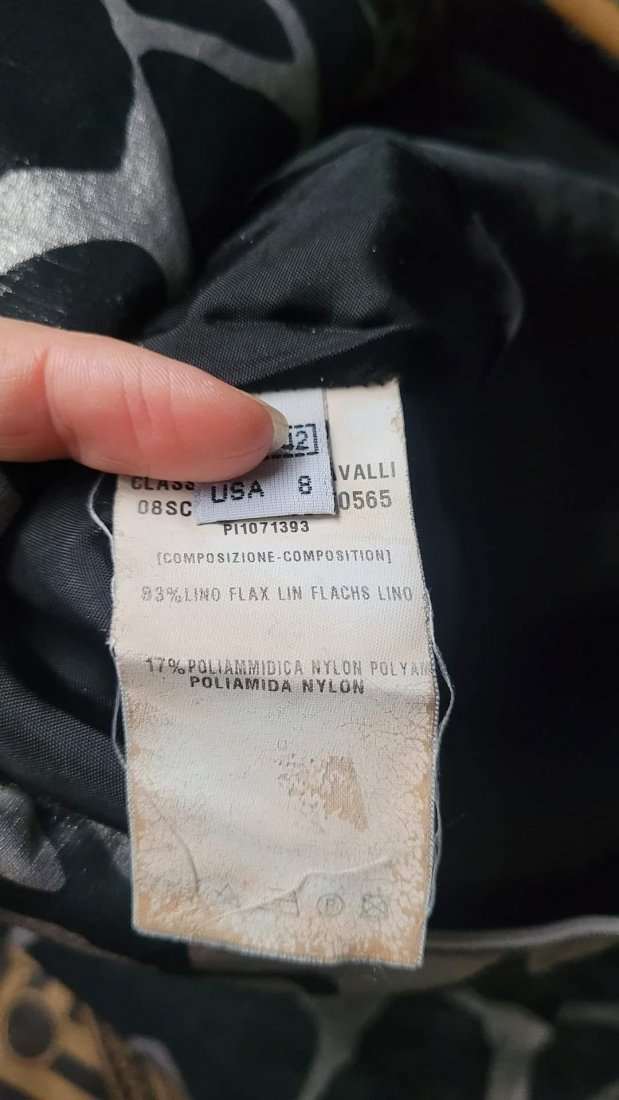 42
CLASS VALLI
USA 8
08SC 0565
PI1071393
[COMPOSIZIONE-COMPOSITION]
83%LINO FLAX LIN FLACHS LINO
17%POLIAMMIDICA NYLON POLYAM
POLIAMIDA NYLON
P